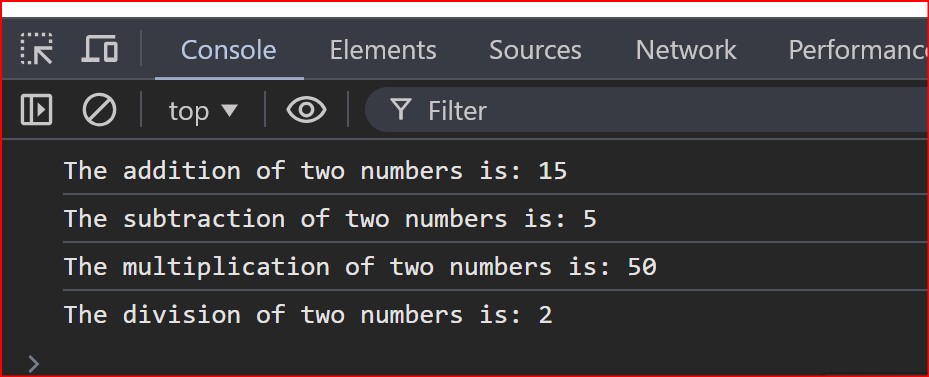 Console Elements Sources Network Performanc
top Filter
The addition of two numbers is: 15
The subtraction of two numbers is: 5
The multiplication of two numbers is: 50
The division of two numbers is: 2